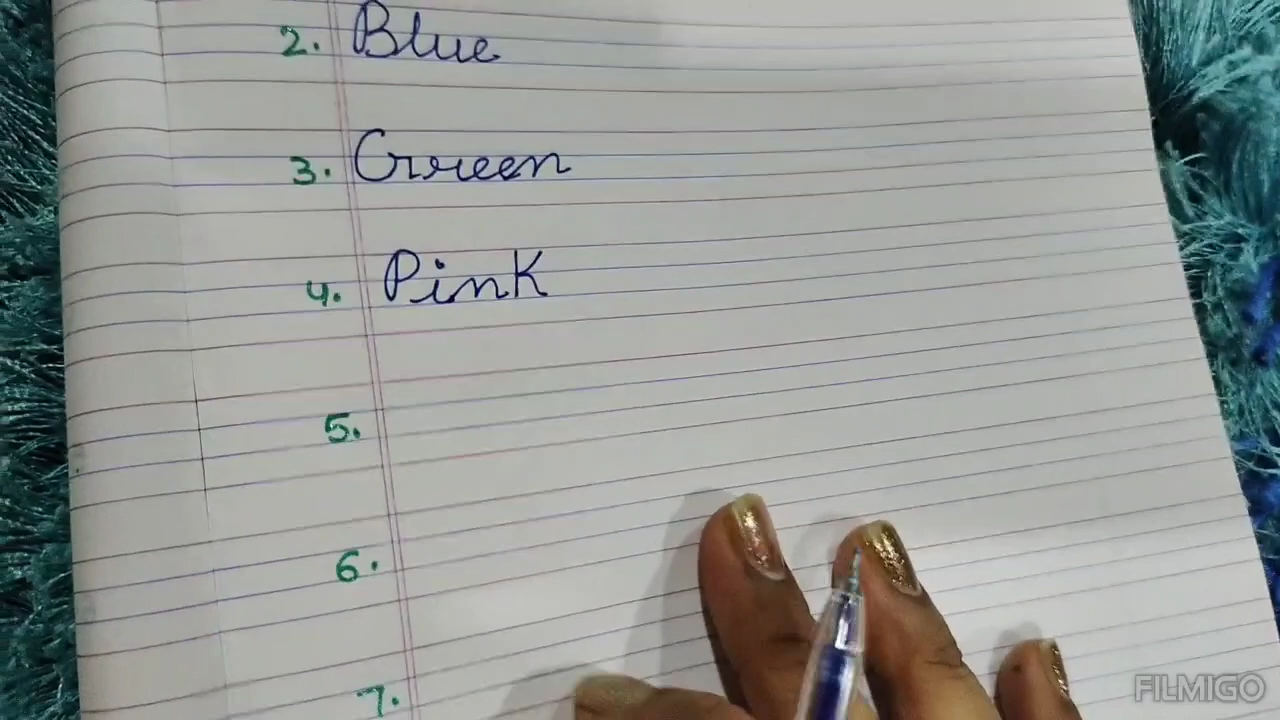 2. Blue
3. Green
4. Pink
5.
6.
7.
FILMIGO